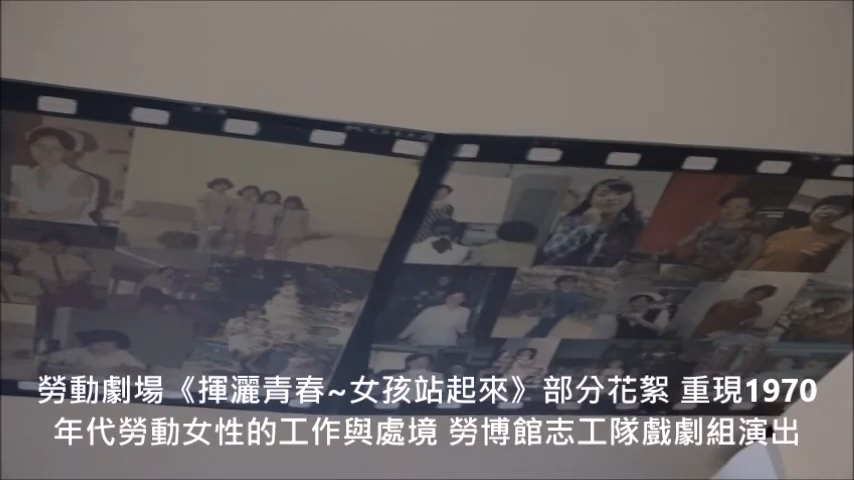 勞動劇場《揮灑青春~女孩站起來》部分花絮 重現1970
年代勞動女性的工作與處境 勞博館志工隊戲劇組演出